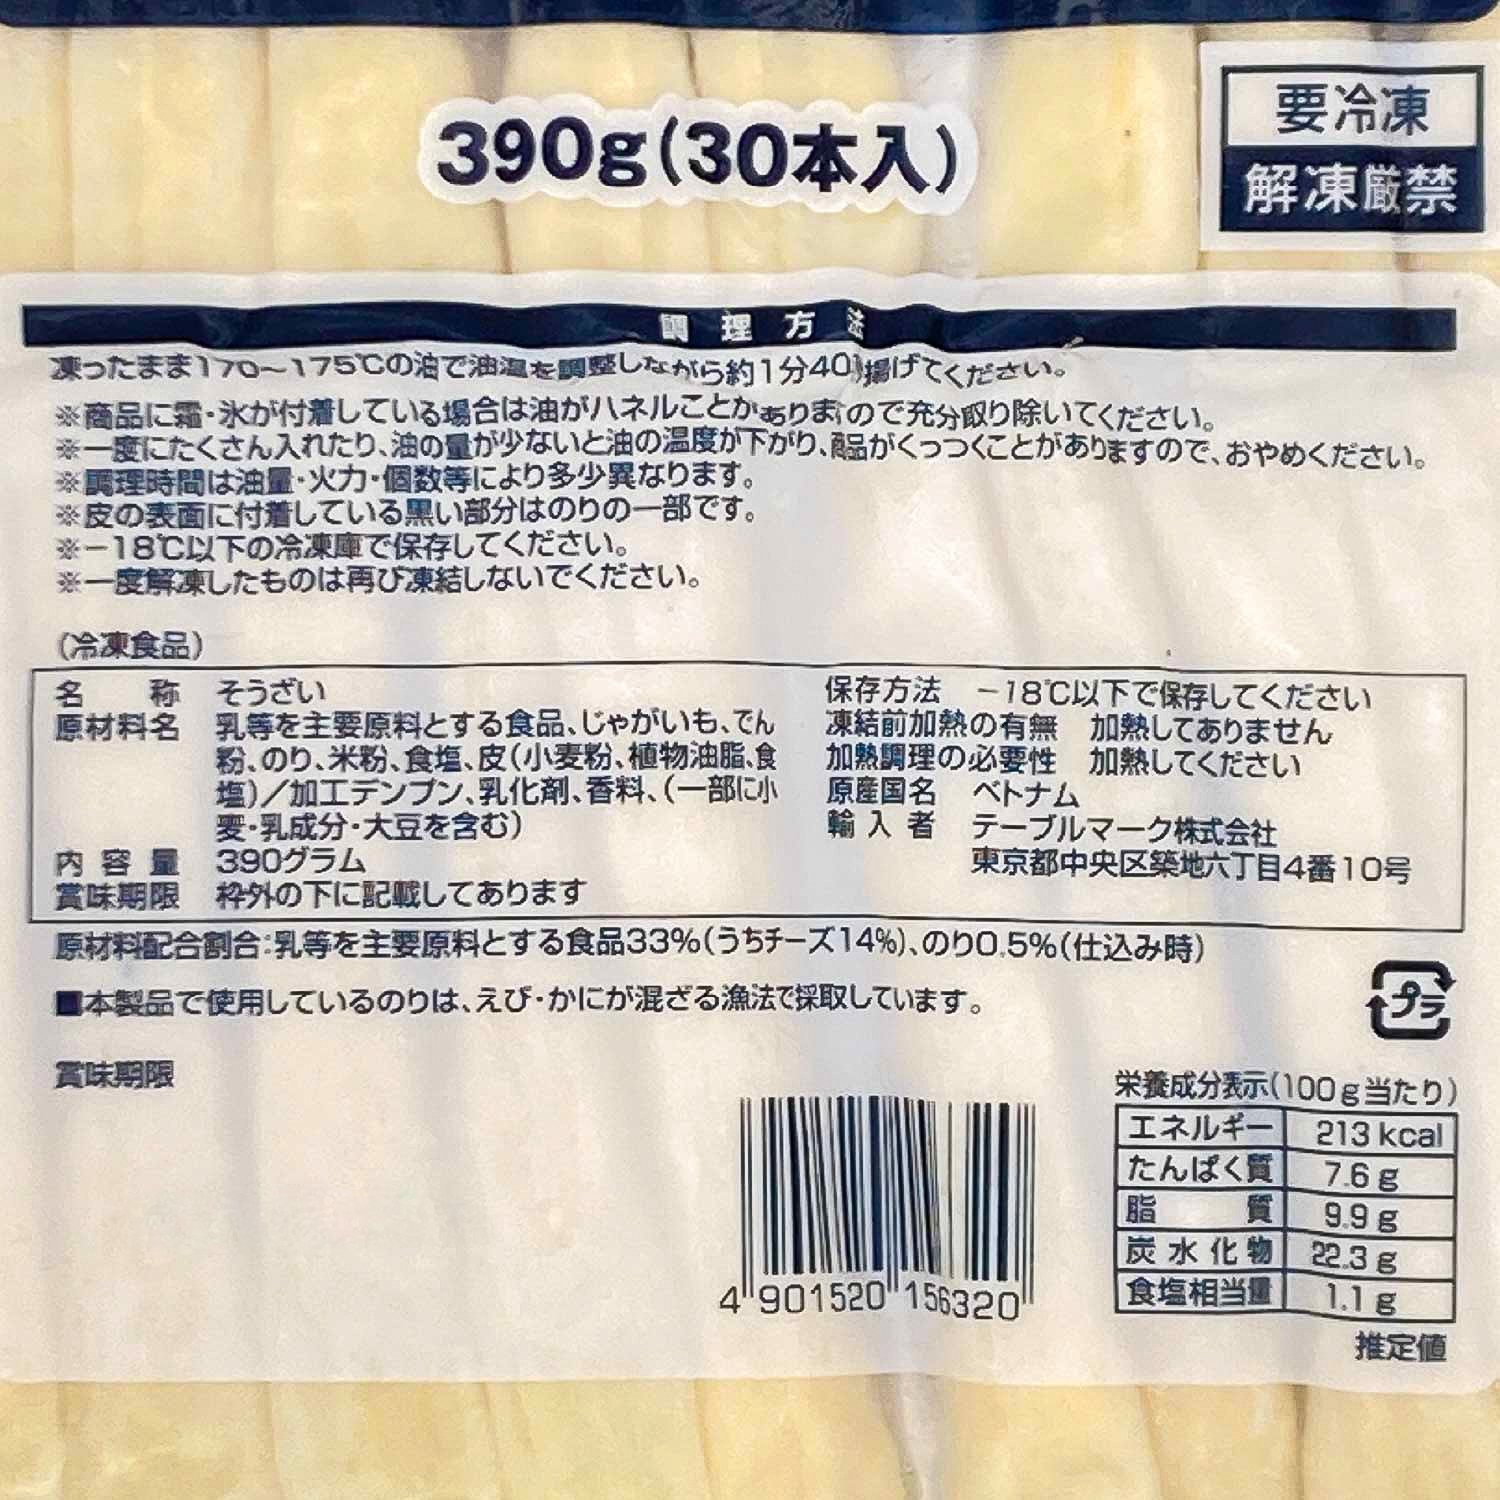 390g(30本入)
要冷凍
解凍厳禁
調理方法
凍ったまま170～175℃の油で油温を調整しながら約1分40 揚げてください。
※商品に霜・氷が付着している場合は油がハネルことがありま ので充分取り除いてください。
※一度にたくさん入れたり、油の量が少ないと油の温度が下がり、商品がくっつくことがありますので、おやめください。
※調理時間は油量・火力・個数等により多少異なります。
※皮の表面に付着している黒い部分はのりの一部です。
※－18℃以下の冷凍庫で保存してください。
※一度解凍したものは再び凍結しないでください。
(冷凍食品)
名称 そうざい
原材料名 乳等を主要原料とする食品、じゃがいも、でん
粉、のり、米粉、食塩、皮(小麦粉、植物油脂、食
塩)／加工デンプン、乳化剤、香料、(一部に小
麦・乳成分・大豆を含む)
内容量 390グラム
賞味期限 枠外の下に記載してあります
保存方法 －18℃以下で保存してください
凍結前加熱の有無 加熱してありません
加熱調理の必要性 加熱してください
原産国名 ベトナム
輸入者 テーブルマーク株式会社
東京都中央区築地六丁目4番10号
原材料配合割合：乳等を主要原料とする食品33%(うちチーズ14%)、のり0.5%(仕込み時)
■本製品で使用しているのりは、えび・かにが混ざる漁法で採取しています。
プラ
賞味期限
4 901520 156320
栄養成分表示(100g当たり)
エネルギー 213kcal
たんぱく質 7.6g
脂質 9.9g
炭水化物 22.3g
食塩相当量 1.1g
推定値